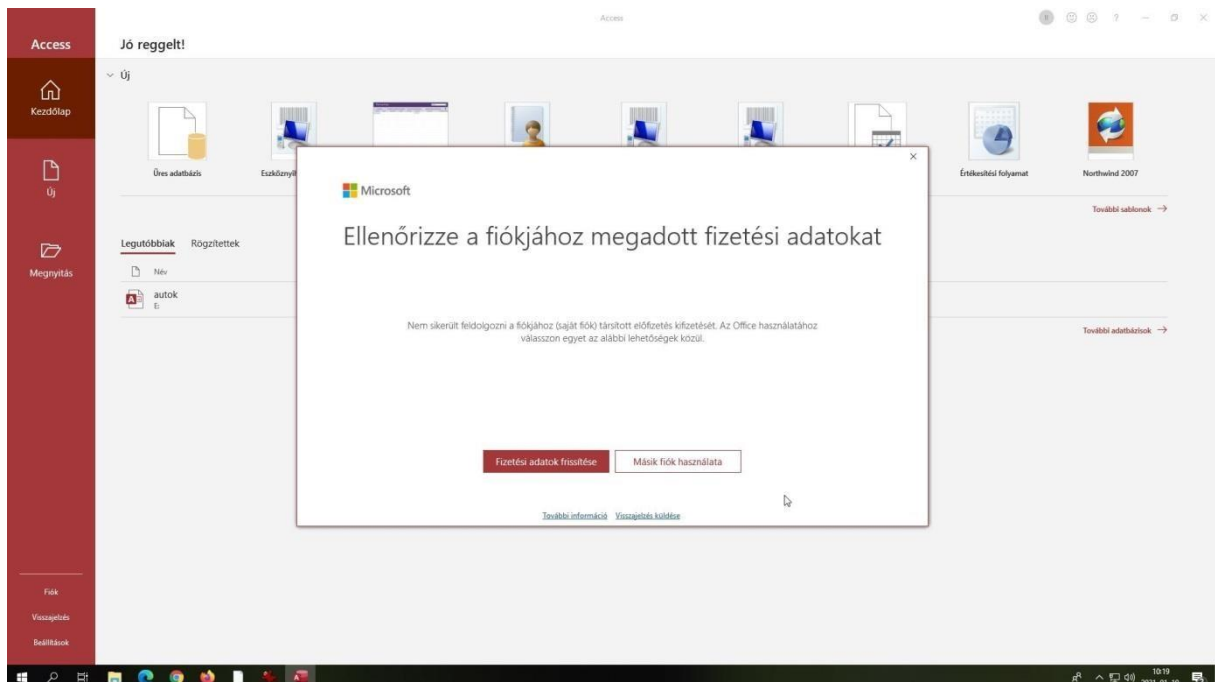 Access
Access
Jó reggelt!
Új
Kezdőlap
Üres adatbázis
Értékesítési folyamat
Northwind 2007
Új
További sablonok →
Legutóbbiak Rögzítettek
Megnyitás
Név
autok
E:
További adatbázisok →
Microsoft
Ellenőrizze a fiókjához megadott fizetési adatokat
Nem sikerült feldolgozni a fiókjához (saját fiók) társított előfizetés kifizetését. Az Office használatához
válasszon egyet az alábbi lehetőségek közül.
Fizetési adatok frissítése
Másik fiók használata
További információ Visszajelzés küldése
Fiók
Visszajelzés
Beállítások
10:19